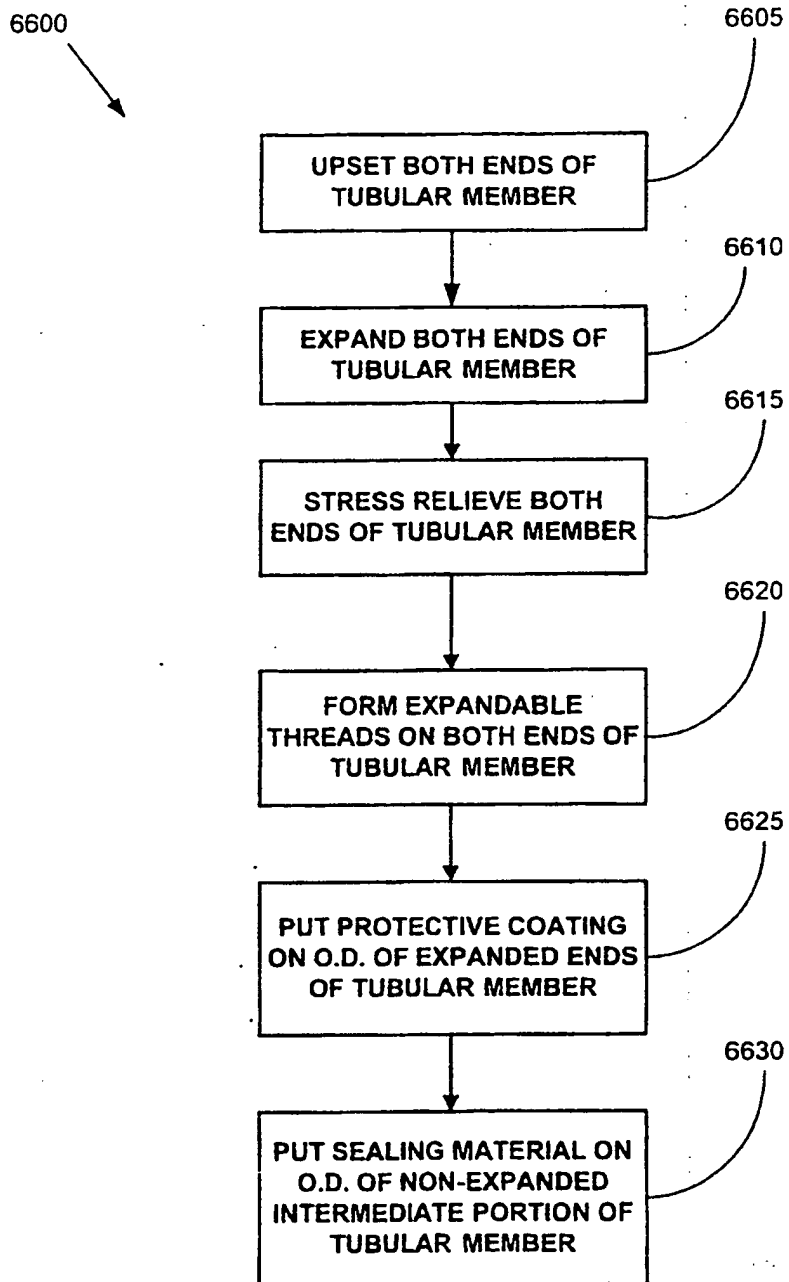 6600
6605
UPSET BOTH ENDS OF
TUBULAR MEMBER
6610
EXPAND BOTH ENDS OF
TUBULAR MEMBER
6615
STRESS RELIEVE BOTH
ENDS OF TUBULAR MEMBER
6620
FORM EXPANDABLE
THREADS ON BOTH ENDS OF
TUBULAR MEMBER
6625
PUT PROTECTIVE COATING
ON O.D. OF EXPANDED ENDS
OF TUBULAR MEMBER
6630
PUT SEALING MATERIAL ON
O.D. OF NON-EXPANDED
INTERMEDIATE PORTION OF
TUBULAR MEMBER